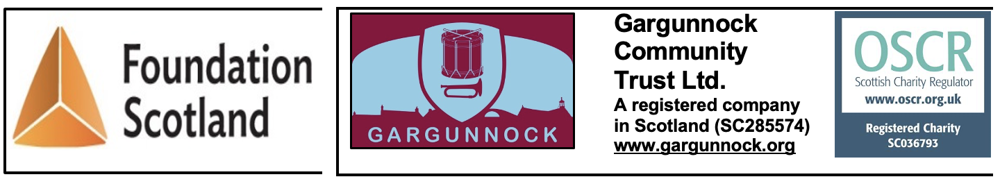 Foundation
Scotland
GARGUNNOCK
Gargunnock
Community
Trust Ltd.
A registered company
in Scotland (SC285574)
www.gargunnock.org
OSCR
Scottish Charity Regulator
www.oscr.org.uk
Registered Charity
SC036793